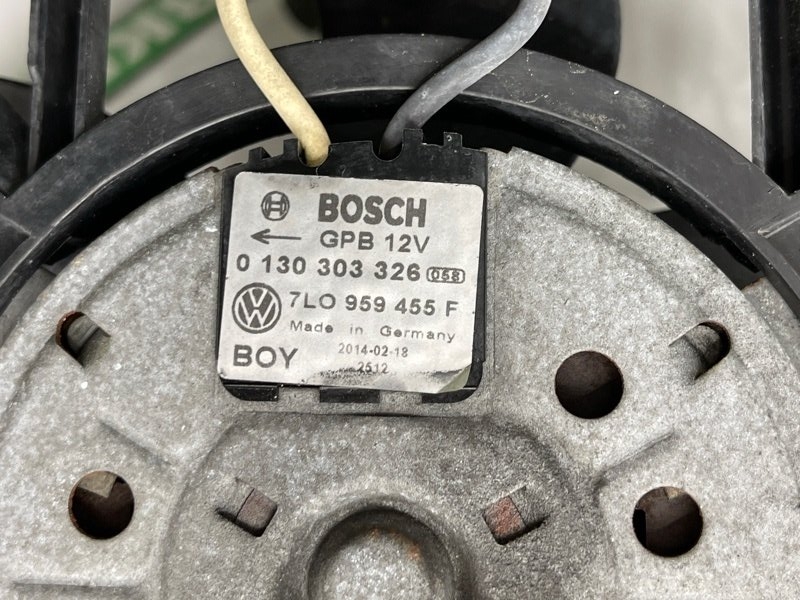 BOSCH
GPB 12V
0 130 303 326 058
7L0 959 455 F
Made in Germany
BOY 2014-02-18
2512